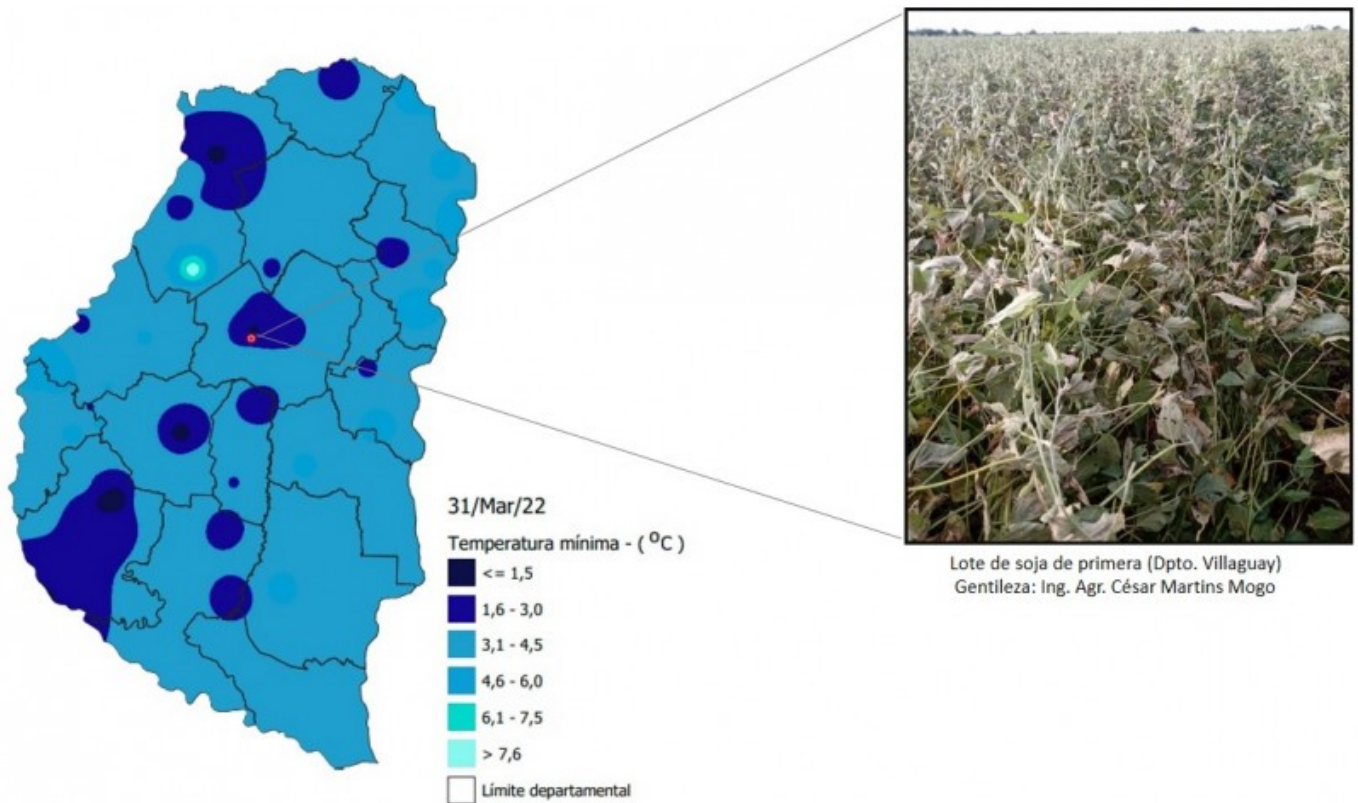 31/Mar/22
Temperatura mínima - ( °C )
<= 1,5
1,6 - 3,0
3,1 - 4,5
4,6 - 6,0
6,1 - 7,5
> 7,6
Límite departamental
Lote de soja de primera (Dpto. Villaguay)
Gentileza: Ing. Agr. César Martins Mogo